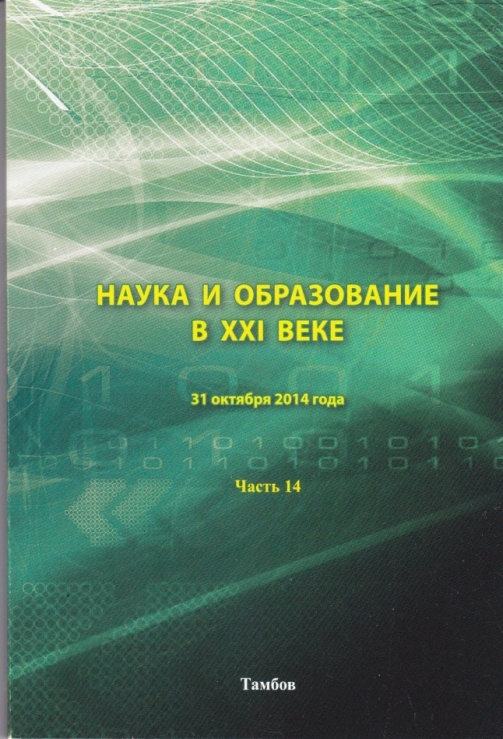 НАУКА И ОБРАЗОВАНИЕ
В XXI ВЕКЕ
31 октября 2014 года
Часть 14
Тамбов